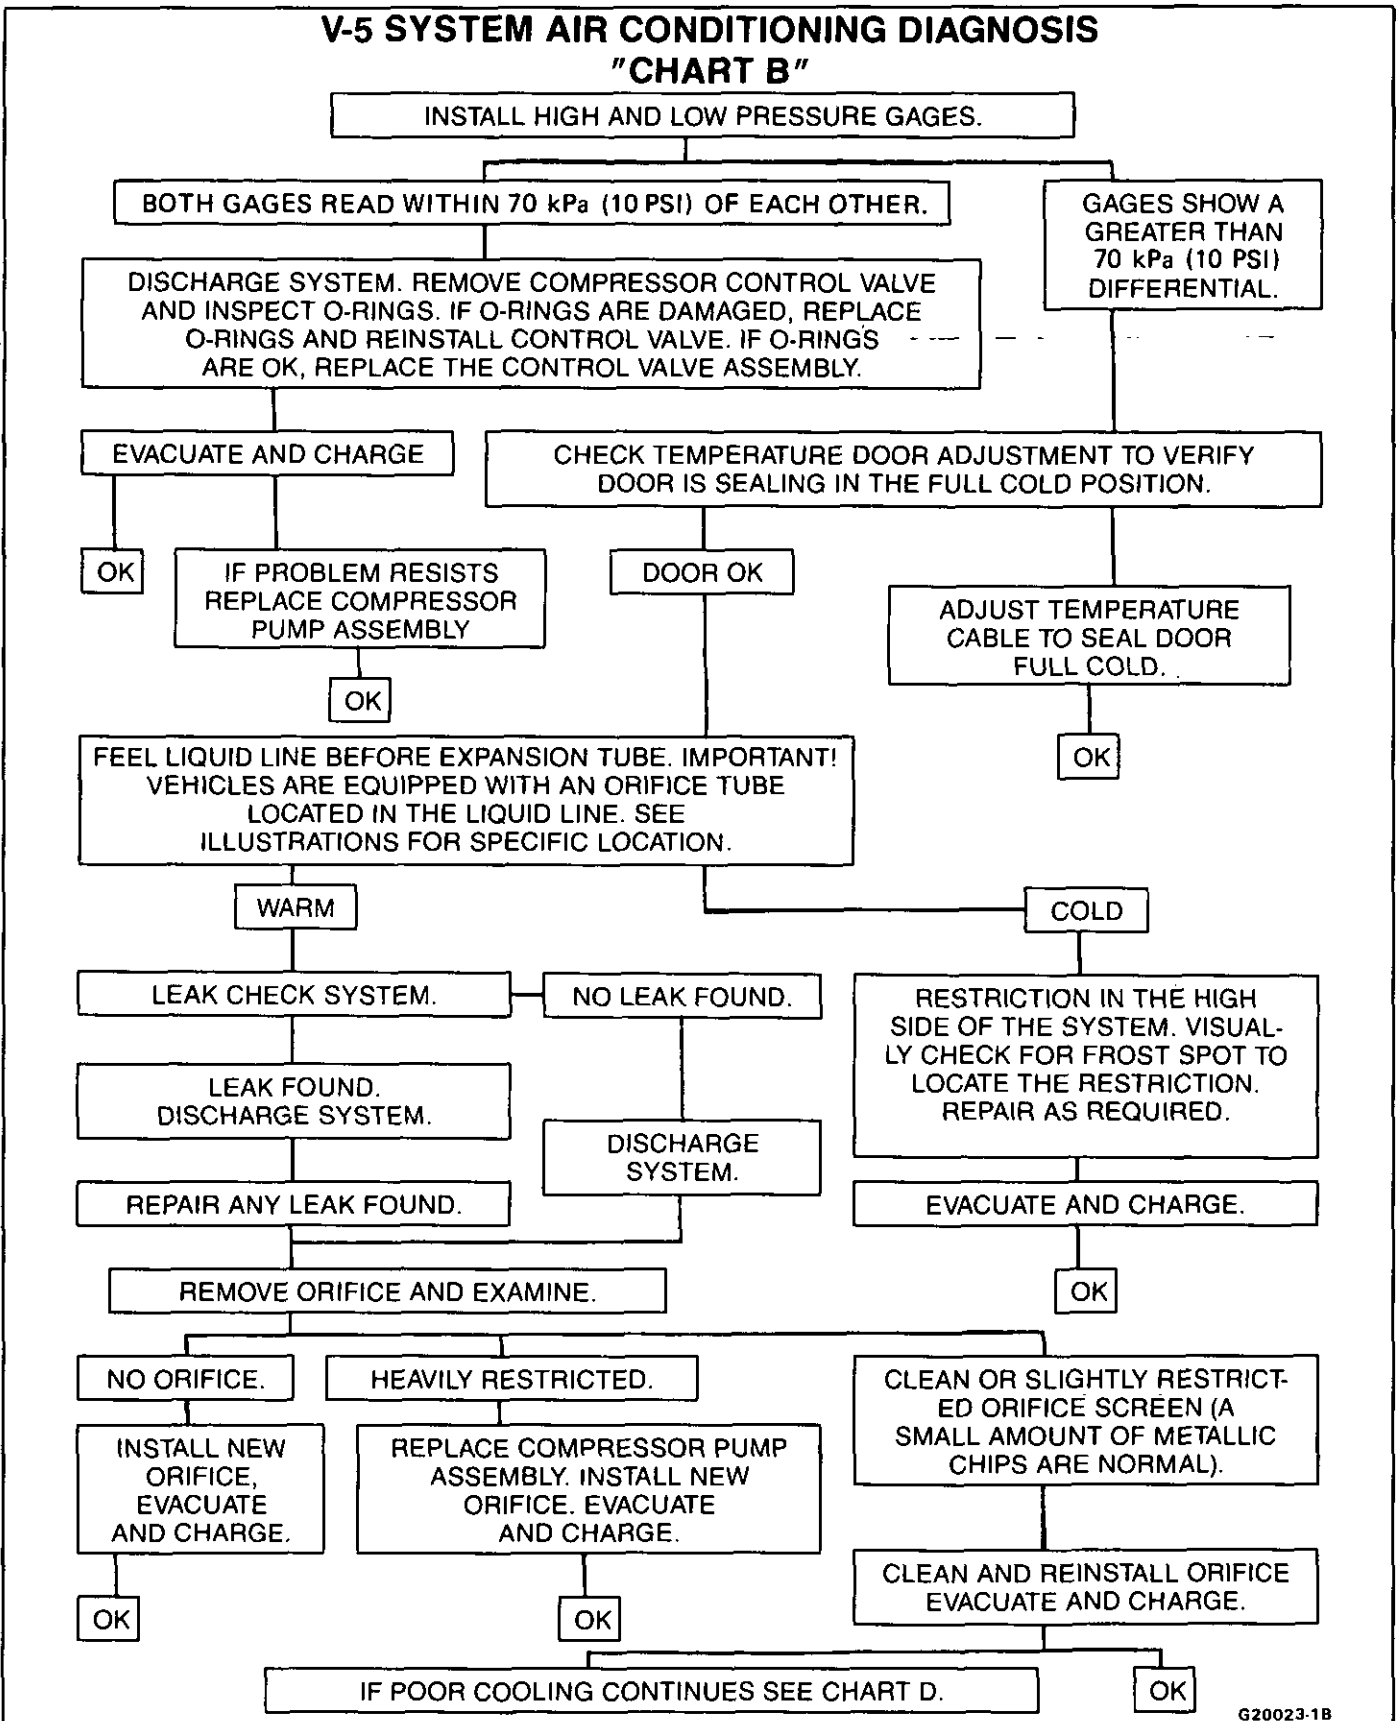 V-5 SYSTEM AIR CONDITIONING DIAGNOSIS
"CHART B"
INSTALL HIGH AND LOW PRESSURE GAGES.
BOTH GAGES READ WITHIN 70 kPa (10 PSI) OF EACH OTHER.
GAGES SHOW A
GREATER THAN
70 kPa (10 PSI)
DIFFERENTIAL.
DISCHARGE SYSTEM. REMOVE COMPRESSOR CONTROL VALVE
AND INSPECT O-RINGS. IF O-RINGS ARE DAMAGED, REPLACE
O-RINGS AND REINSTALL CONTROL VALVE. IF O-RINGS
ARE OK, REPLACE THE CONTROL VALVE ASSEMBLY.
EVACUATE AND CHARGE
CHECK TEMPERATURE DOOR ADJUSTMENT TO VERIFY
DOOR IS SEALING IN THE FULL COLD POSITION.
OK
IF PROBLEM RESISTS
REPLACE COMPRESSOR
PUMP ASSEMBLY
DOOR OK
ADJUST TEMPERATURE
CABLE TO SEAL DOOR
FULL COLD.
OK
OK
FEEL LIQUID LINE BEFORE EXPANSION TUBE. IMPORTANT!
VEHICLES ARE EQUIPPED WITH AN ORIFICE TUBE
LOCATED IN THE LIQUID LINE. SEE
ILLUSTRATIONS FOR SPECIFIC LOCATION.
WARM
COLD
LEAK CHECK SYSTEM.
NO LEAK FOUND.
RESTRICTION IN THE HIGH
SIDE OF THE SYSTEM. VISUAL-
LY CHECK FOR FROST SPOT TO
LOCATE THE RESTRICTION.
REPAIR AS REQUIRED.
LEAK FOUND.
DISCHARGE SYSTEM.
DISCHARGE
SYSTEM.
REPAIR ANY LEAK FOUND.
EVACUATE AND CHARGE.
REMOVE ORIFICE AND EXAMINE.
OK
NO ORIFICE.
HEAVILY RESTRICTED.
CLEAN OR SLIGHTLY RESTRICT-
ED ORIFICE SCREEN (A
SMALL AMOUNT OF METALLIC
CHIPS ARE NORMAL).
INSTALL NEW
ORIFICE,
EVACUATE
AND CHARGE.
REPLACE COMPRESSOR PUMP
ASSEMBLY. INSTALL NEW
ORIFICE. EVACUATE
AND CHARGE.
CLEAN AND REINSTALL ORIFICE
EVACUATE AND CHARGE.
OK
OK
IF POOR COOLING CONTINUES SEE CHART D.
OK
G20023-1B